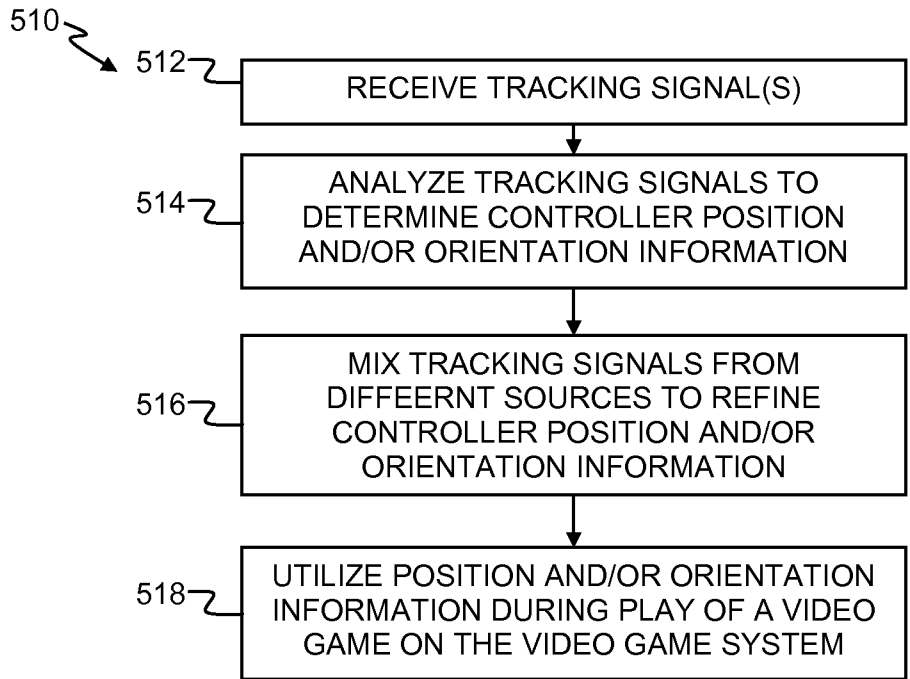 510
512
RECEIVE TRACKING SIGNAL(S)
514
ANALYZE TRACKING SIGNALS TO
DETERMINE CONTROLLER POSITION
AND/OR ORIENTATION INFORMATION
516
MIX TRACKING SIGNALS FROM
DIFFEERNT SOURCES TO REFINE
CONTROLLER POSITION AND/OR
ORIENTATION INFORMATION
518
UTILIZE POSITION AND/OR ORIENTATION
INFORMATION DURING PLAY OF A VIDEO
GAME ON THE VIDEO GAME SYSTEM